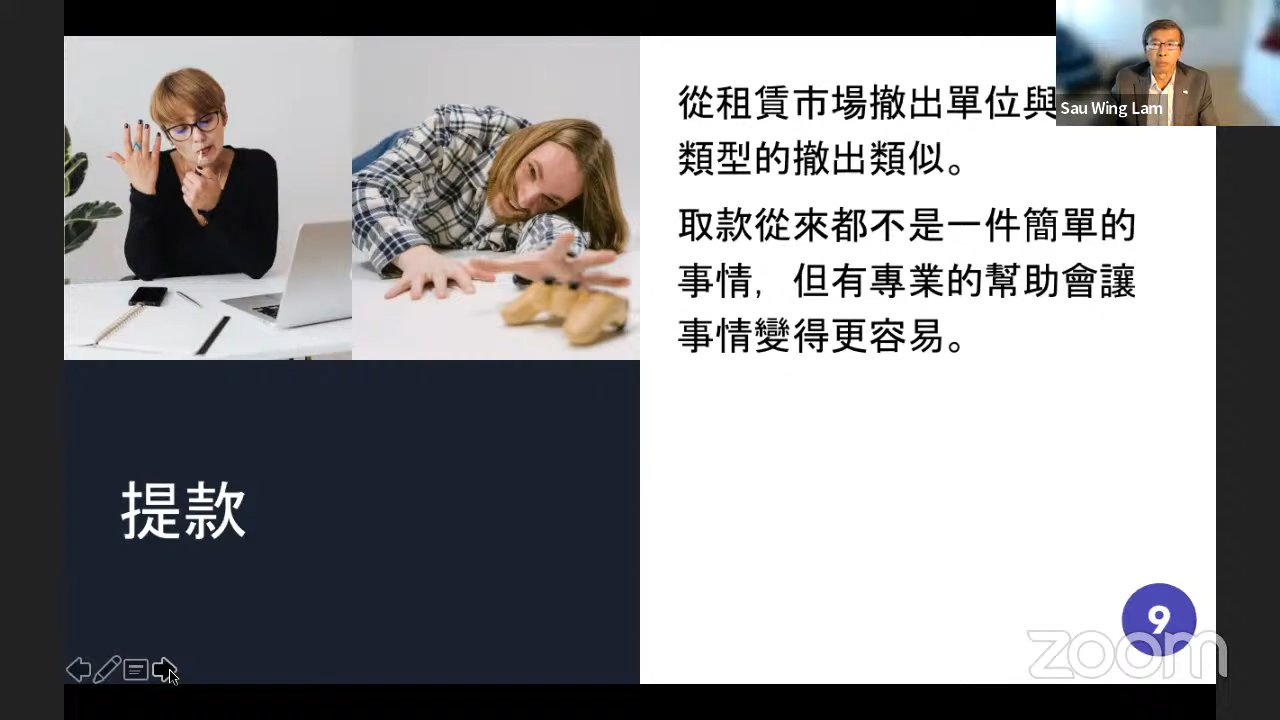 從租賃市場撤出單位與
類型的撤出類似。
取款從來都不是一件簡單的
事情，但有專業的幫助會讓
事情變得更容易。
提款
Sau Wing Lam
9
zoom